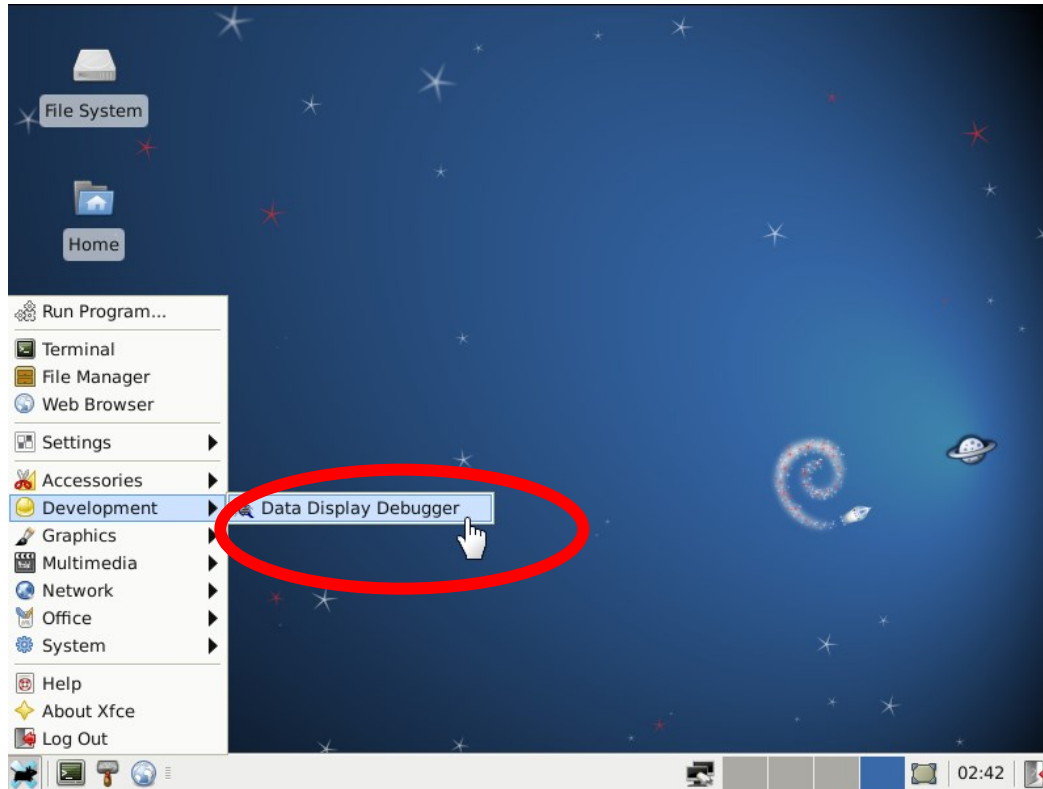 File System
Home
Run Program...
Terminal
File Manager
Web Browser
Settings
Accessories
Development
Data Display Debugger
Graphics
Multimedia
Network
Office
System
Help
About Xfce
Log Out
02:42